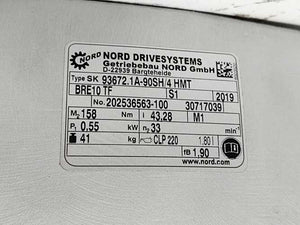 NORD NORD DRIVESYSTEMS
Getriebebau NORD GmbH
D-22939 Bargteheide
Type SK 93672.1A-90SH/4 HMT
BRE10 TF S1 2019
No. 202536563-100 30717039
M2 158 Nm i 43,28 M1
P1 0.55 kW n2 33 min-1
41 kg CLP 220 1.80 l
fB 1.90
www.nord.com